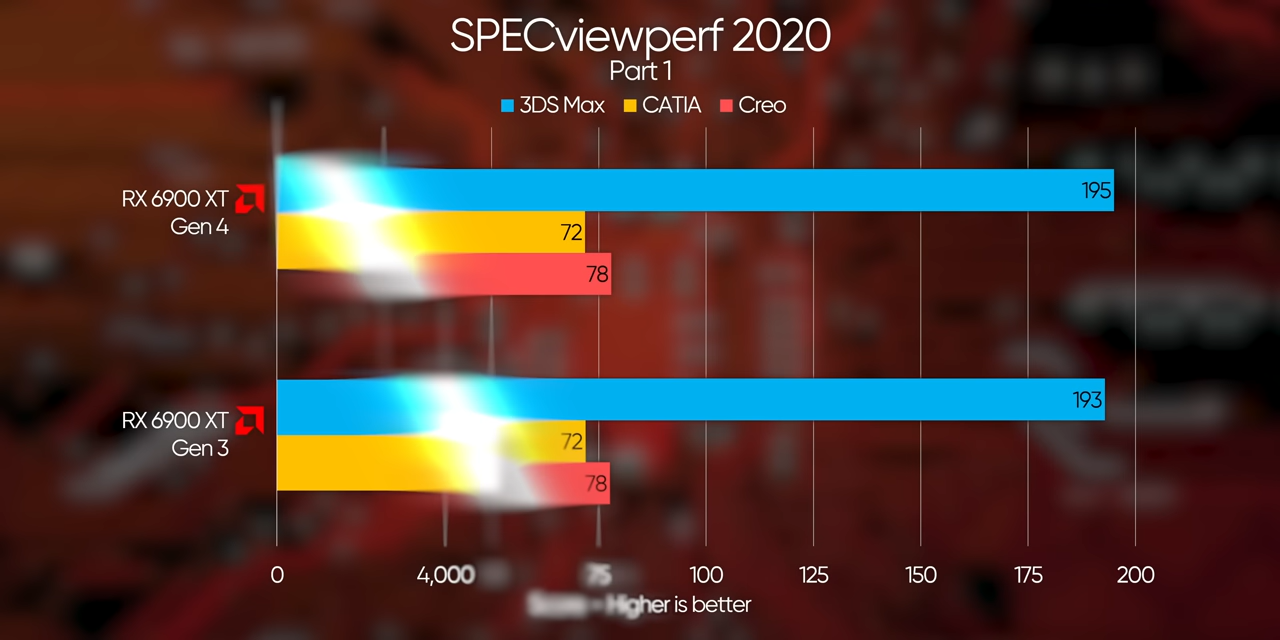 SPECviewperf 2020
Part 1
3DS Max CATIA Creo
RX 6900 XT
Gen 4
195
72
78
RX 6900 XT
Gen 3
193
72
78
0 4,000 75 100 125 150 175 200
Higher is better